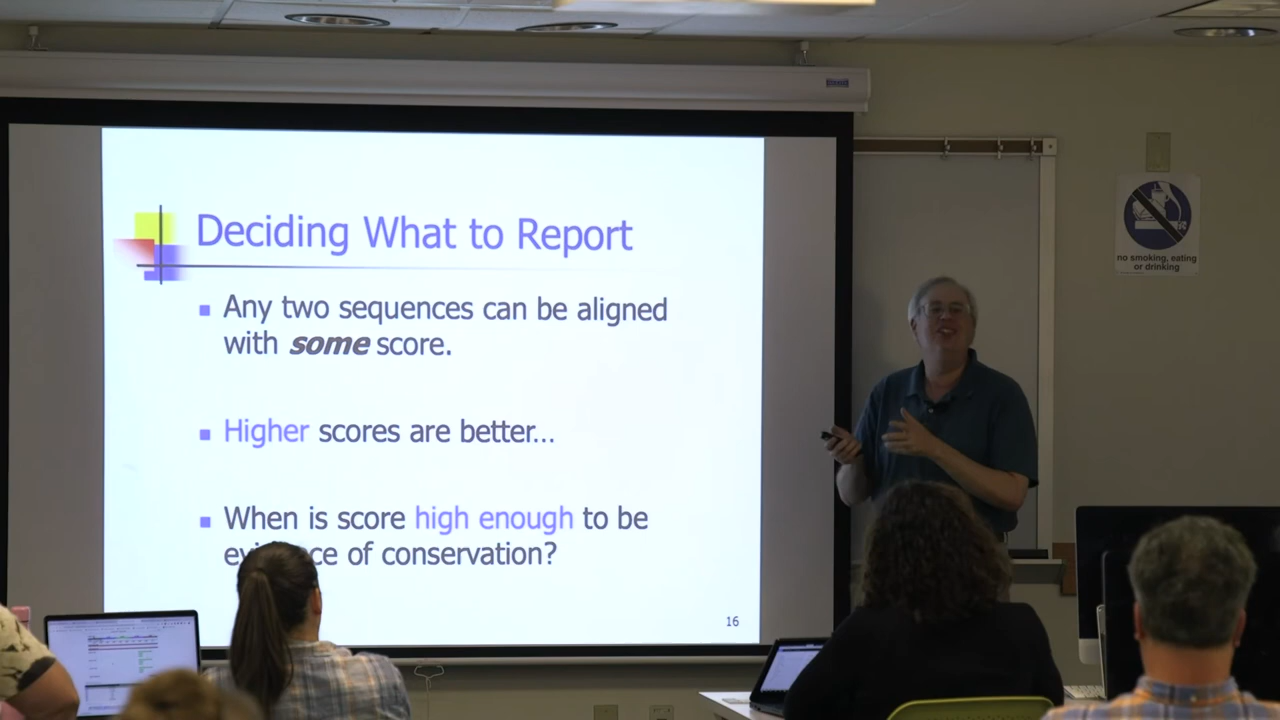 Deciding What to Report
Any two sequences can be aligned
with some score.
Higher scores are better...
When is score high enough to be
of conservation?
16
no smoking, eating
or drinking